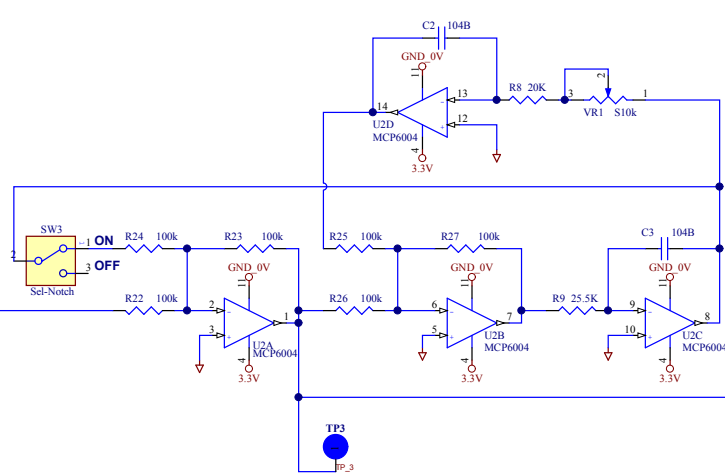 C2 104B
GND_0V
11
13
14
12
U2D
MCP6004
4
3.3V
R8 20K
3
2
1
VR1 S10k
SW3
1 ON
2
3 OFF
Sel-Notch
R24 100k
R23 100k
R22 100k
GND_0V
11
2
3
1
U2A
MCP6004
4
3.3V
R25 100k
R27 100k
R26 100k
GND_0V
11
6
5
7
U2B
MCP6004
4
3.3V
C3 104B
R9 25.5K
GND_0V
11
9
10
8
U2C
MCP6004
4
3.3V
TP3
TP_3